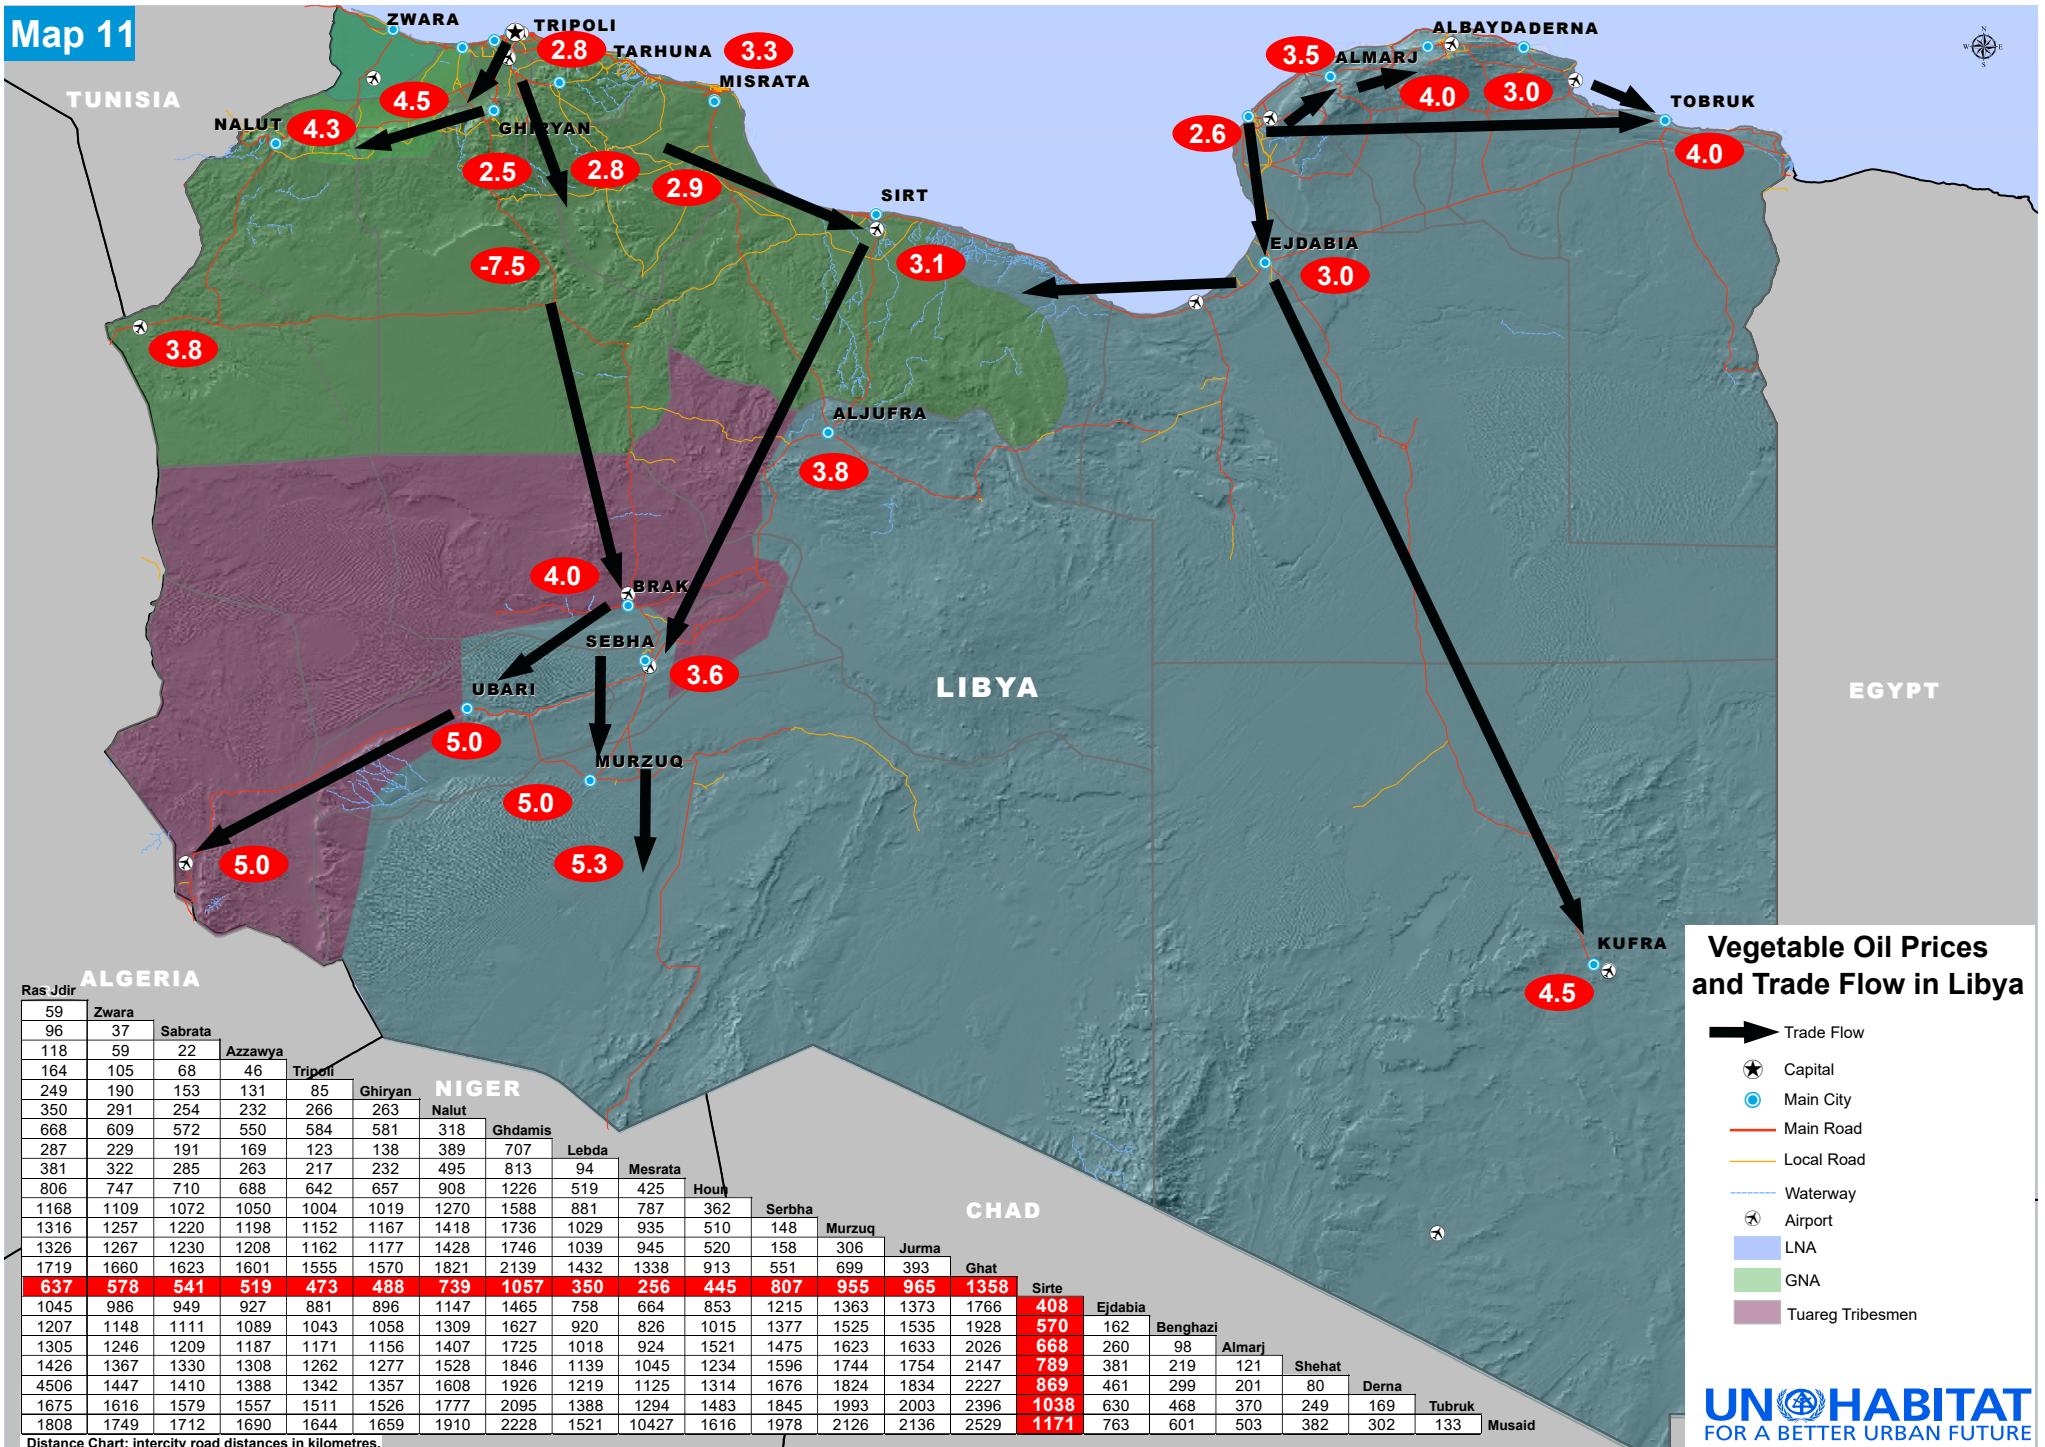 Map 11
ZWARA
TRIPOLI
2.8
TARHUNA
3.3
MISRATA
TUNISIA
4.5
NALUT
4.3
GHIRYAN
2.5
2.8
2.9
SIRT
3.1
-7.5
3.8
ALBAYDA
DERNA
3.5
ALMARJ
4.0
3.0
TOBRUK
2.6
4.0
EJDABIA
3.0
ALJUFRA
3.8
4.0
BRAK
SEBHA
3.6
UBARI
5.0
MURZUQ
5.0
5.3
5.0
LIBYA
EGYPT
KUFRA
4.5
ALGERIA
NIGER
CHAD
N
W
E
S
Ras Jdir
59 Zwara
96 37 Sabrata
118 59 22 Azzawya
164 105 68 46 Tripoli
249 190 153 131 85 Ghiryan
350 291 254 232 266 263 Nalut
668 609 572 550 584 581 318 Ghdamis
287 229 191 169 123 138 389 707 Lebda
381 322 285 263 217 232 495 813 94 Mesrata
806 747 710 688 642 657 908 1226 519 425 Houn
1168 1109 1072 1050 1004 1019 1270 1588 881 787 362 Serbha
1316 1257 1220 1198 1152 1167 1418 1736 1029 935 510 148 Murzuq
1326 1267 1230 1208 1162 1177 1428 1746 1039 945 520 158 306 Jurma
1719 1660 1623 1601 1555 1570 1821 2139 1432 1338 913 551 699 393 Ghat
637 578 541 519 473 488 739 1057 350 256 445 807 955 965 1358 Sirte
1045 986 949 927 881 896 1147 1465 758 664 853 1215 1363 1373 1766 408 Ejdabia
1207 1148 1111 1089 1043 1058 1309 1627 920 826 1015 1377 1525 1535 1928 570 162 Benghazi
1305 1246 1209 1187 1171 1156 1407 1725 1018 924 1521 1475 1623 1633 2026 668 260 98 Almarj
1426 1367 1330 1308 1262 1277 1528 1846 1139 1045 1234 1596 1744 1754 2147 789 381 219 121 Shehat
4506 1447 1410 1388 1342 1357 1608 1926 1219 1125 1314 1676 1824 1834 2227 869 461 299 201 80 Derna
1675 1616 1579 1557 1511 1526 1777 2095 1388 1294 1483 1845 1993 2003 2396 1038 630 468 370 249 169 Tubruk
1808 1749 1712 1690 1644 1659 1910 2228 1521 10427 1616 1978 2126 2136 2529 1171 763 601 503 382 302 133 Musaid
Distance Chart: intercity road distances in kilometres.
Vegetable Oil Prices
and Trade Flow in Libya
Trade Flow
Capital
Main City
Main Road
Local Road
Waterway
Airport
LNA
GNA
Tuareg Tribesmen
UN HABITAT
FOR A BETTER URBAN FUTURE